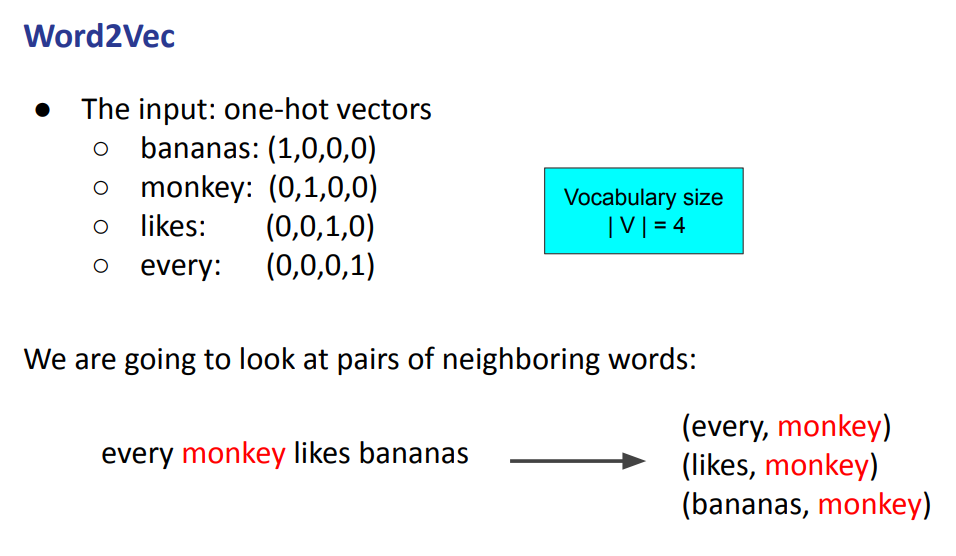 Word2Vec
● The input: one-hot vectors
○ bananas: (1,0,0,0)
○ monkey: (0,1,0,0)
○ likes: (0,0,1,0)
○ every: (0,0,0,1)
Vocabulary size
| V | = 4
We are going to look at pairs of neighboring words:
every monkey likes bananas
(every, monkey)
(likes, monkey)
(bananas, monkey)